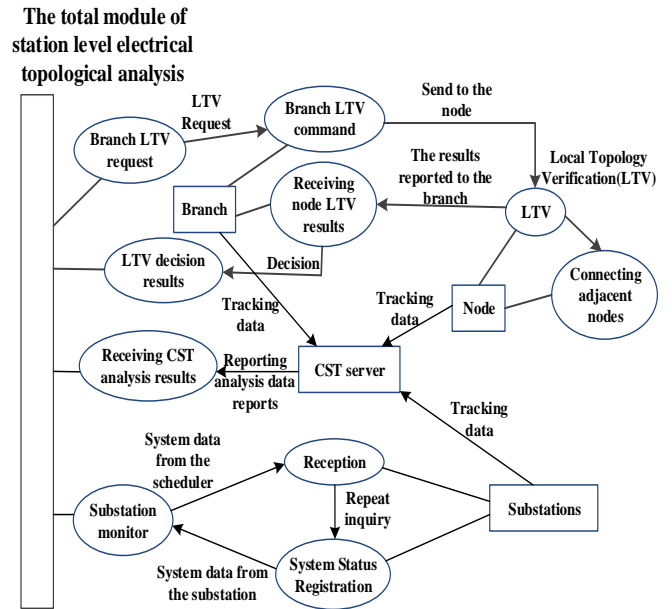 The total module of
station level electrical
topological analysis
LTV
Request
Branch LTV
request
Branch LTV
command
Send to the
node
Local Topology
Verification(LTV)
The results
reported to the
branch
Receiving
node LTV
results
Branch
LTV
LTV decision
results
Decision
Connecting
adjacent
nodes
Node
Tracking
data
Tracking
data
Receiving CST
analysis results
Reporting
analysis data
reports
CST server
Tracking
data
System data
from the
scheduler
Reception
Repeat
inquiry
Substations
Substation
monitor
System Status
Registration
System data from
the substation